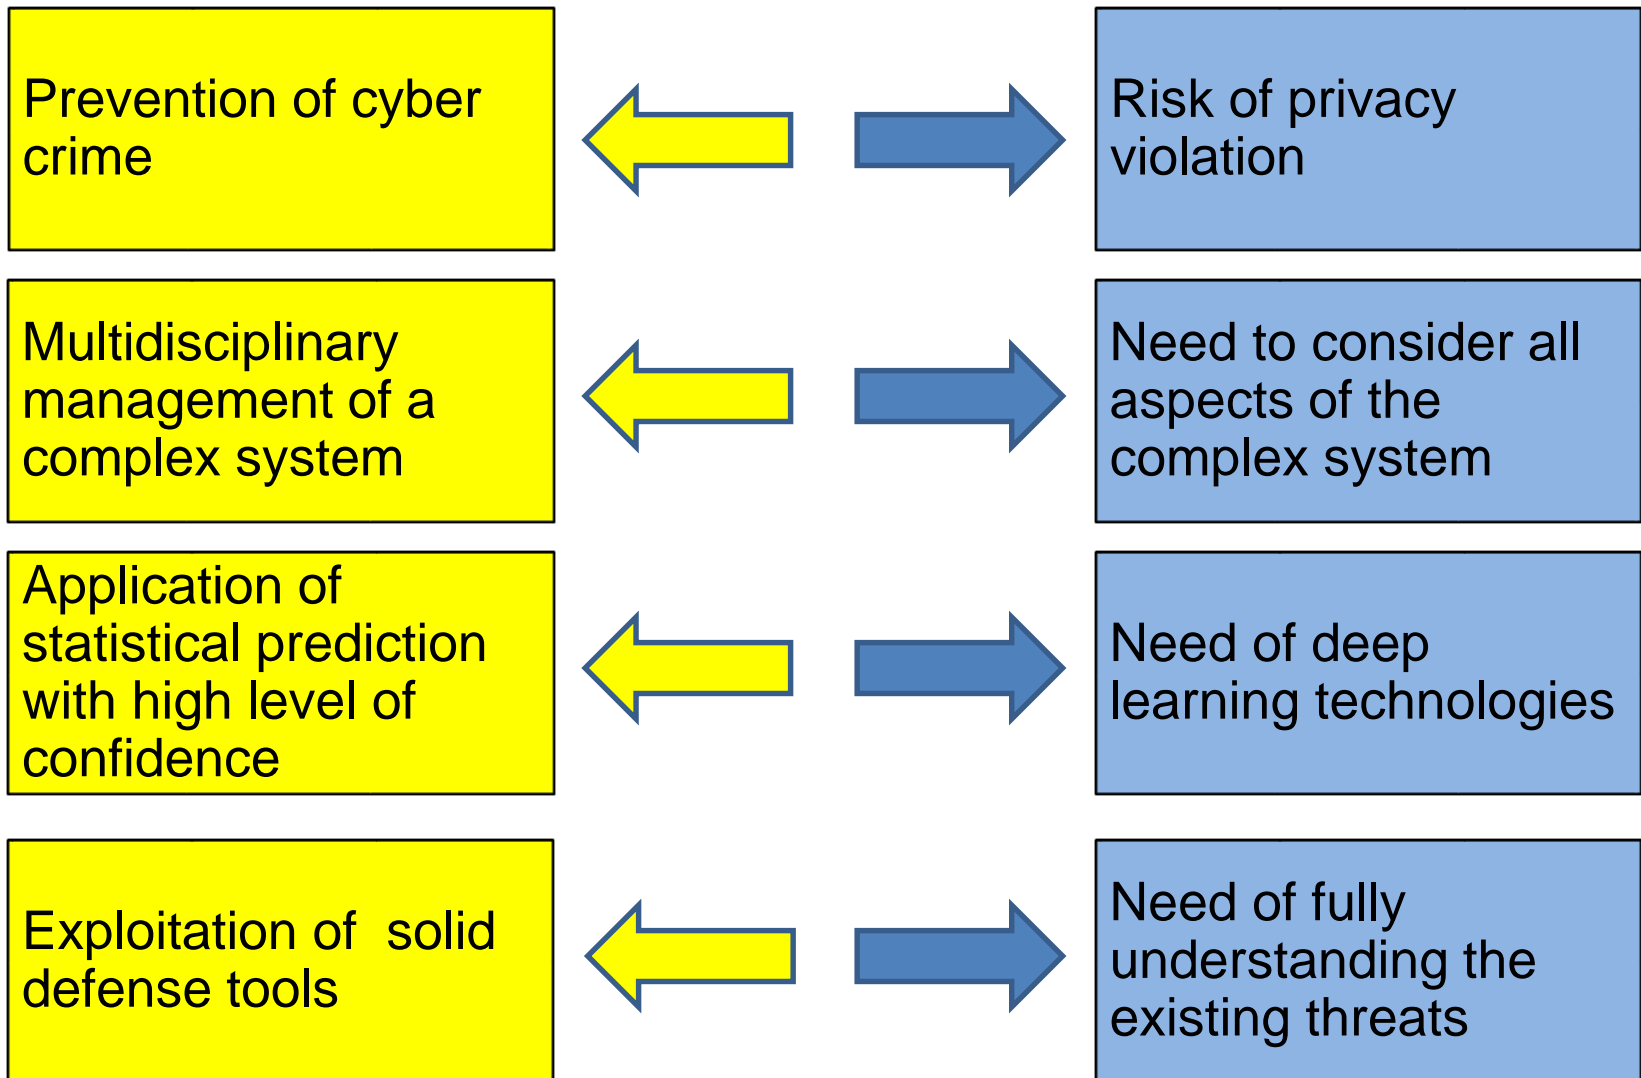 Prevention of cyber
crime
Risk of privacy
violation
Multidisciplinary
management of a
complex system
Need to consider all
aspects of the
complex system
Application of
statistical prediction
with high level of
confidence
Need of deep
learning technologies
Exploitation of  solid
defense tools
Need of fully
understanding the
existing threats